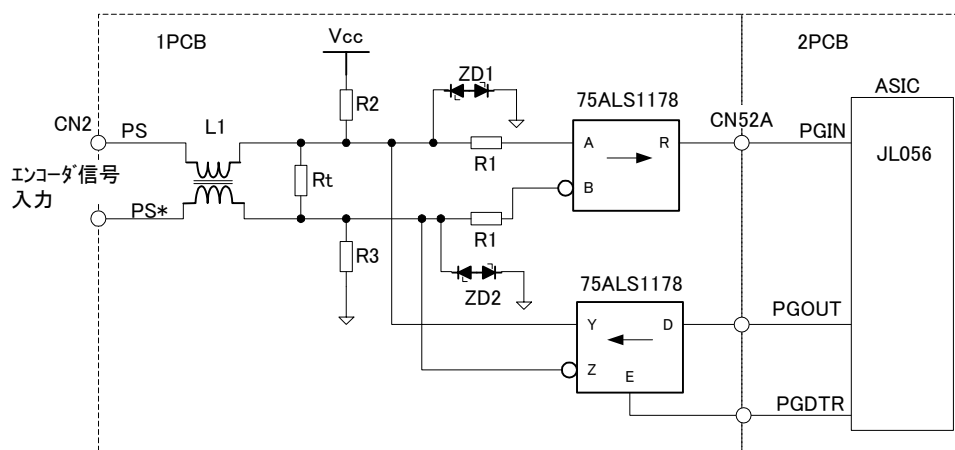 1PCB
2PCB
Vcc
ZD1
ASIC
R2
75ALS1178
CN2
PS
L1
CN52A
PGIN
A
R
JL056
R1
エンコーダ信号
入力
Rt
B
PS*
R1
R3
ZD2
75ALS1178
Y
D
PGOUT
Z
E
PGDTR